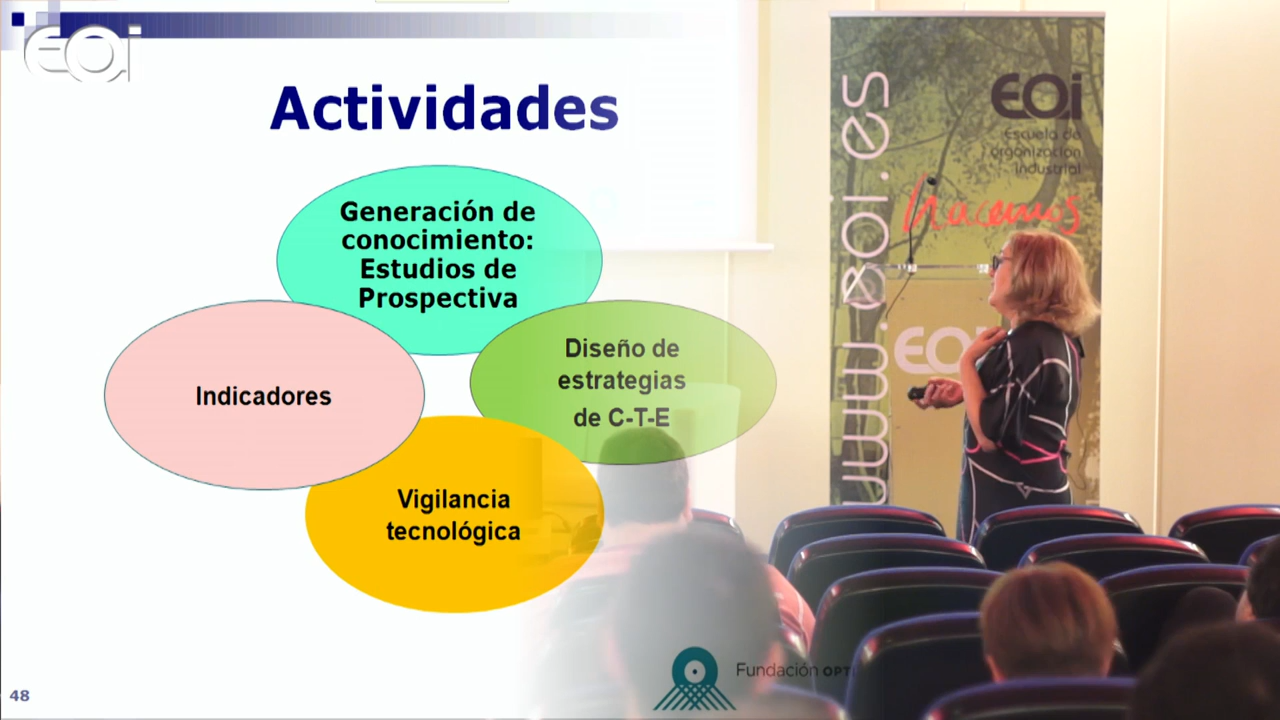 EOi
Actividades
Generación de
conocimiento:
Estudios de
Prospectiva
Indicadores
Diseño de
estrategias
de C-T-E
Vigilancia
tecnológica
48
Fundación OPTI
www.eoi.es
EOi
Escuela de
organización
industrial
hacemos
EOi